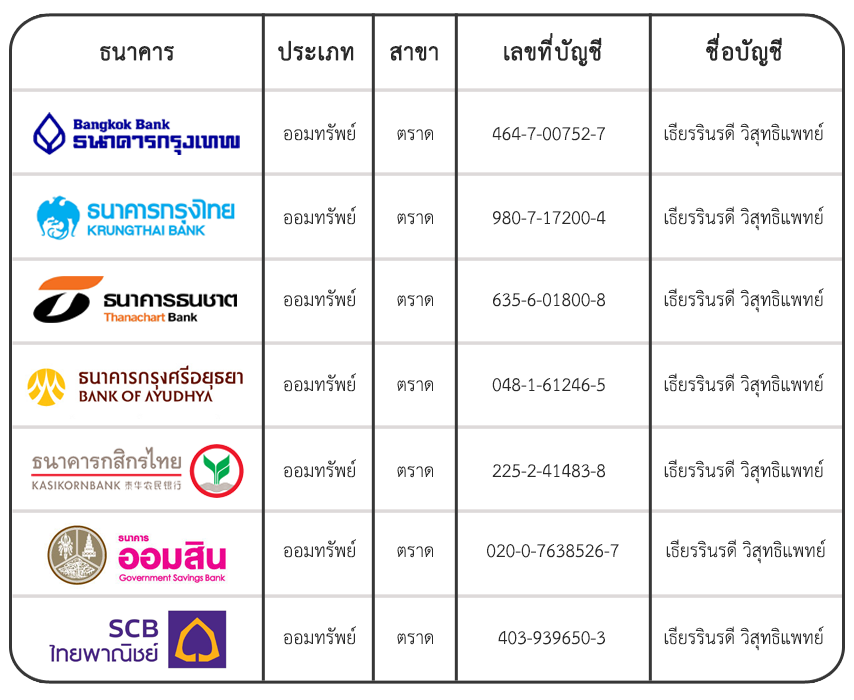 ธนาคาร ประเภท สาขา เลขที่บัญชี ชื่อบัญชี
Bangkok Bank
ธนาคารกรุงเทพ ออมทรัพย์ ตราด 464-7-00752-7 เธียรรินรดี วิสุทธิแพทย์
ธนาคารกรุงไทย
KRUNGTHAI BANK ออมทรัพย์ ตราด 980-7-17200-4 เธียรรินรดี วิสุทธิแพทย์
ธนาคารธนชาต
Thanachart Bank ออมทรัพย์ ตราด 635-6-01800-8 เธียรรินรดี วิสุทธิแพทย์
ธนาคารกรุงศรีอยุธยา
BANK OF AYUDHYA ออมทรัพย์ ตราด 048-1-61246-5 เธียรรินรดี วิสุทธิแพทย์
ธนาคารกสิกรไทย
KASIKORNBANK 泰华农民银行 ออมทรัพย์ ตราด 225-2-41483-8 เธียรรินรดี วิสุทธิแพทย์
ธนาคาร
ออมสิน
Government Savings Bank ออมทรัพย์ ตราด 020-0-7638526-7 เธียรรินรดี วิสุทธิแพทย์
SCB
ไทยพาณิชย์ ออมทรัพย์ ตราด 403-939650-3 เธียรรินรดี วิสุทธิแพทย์